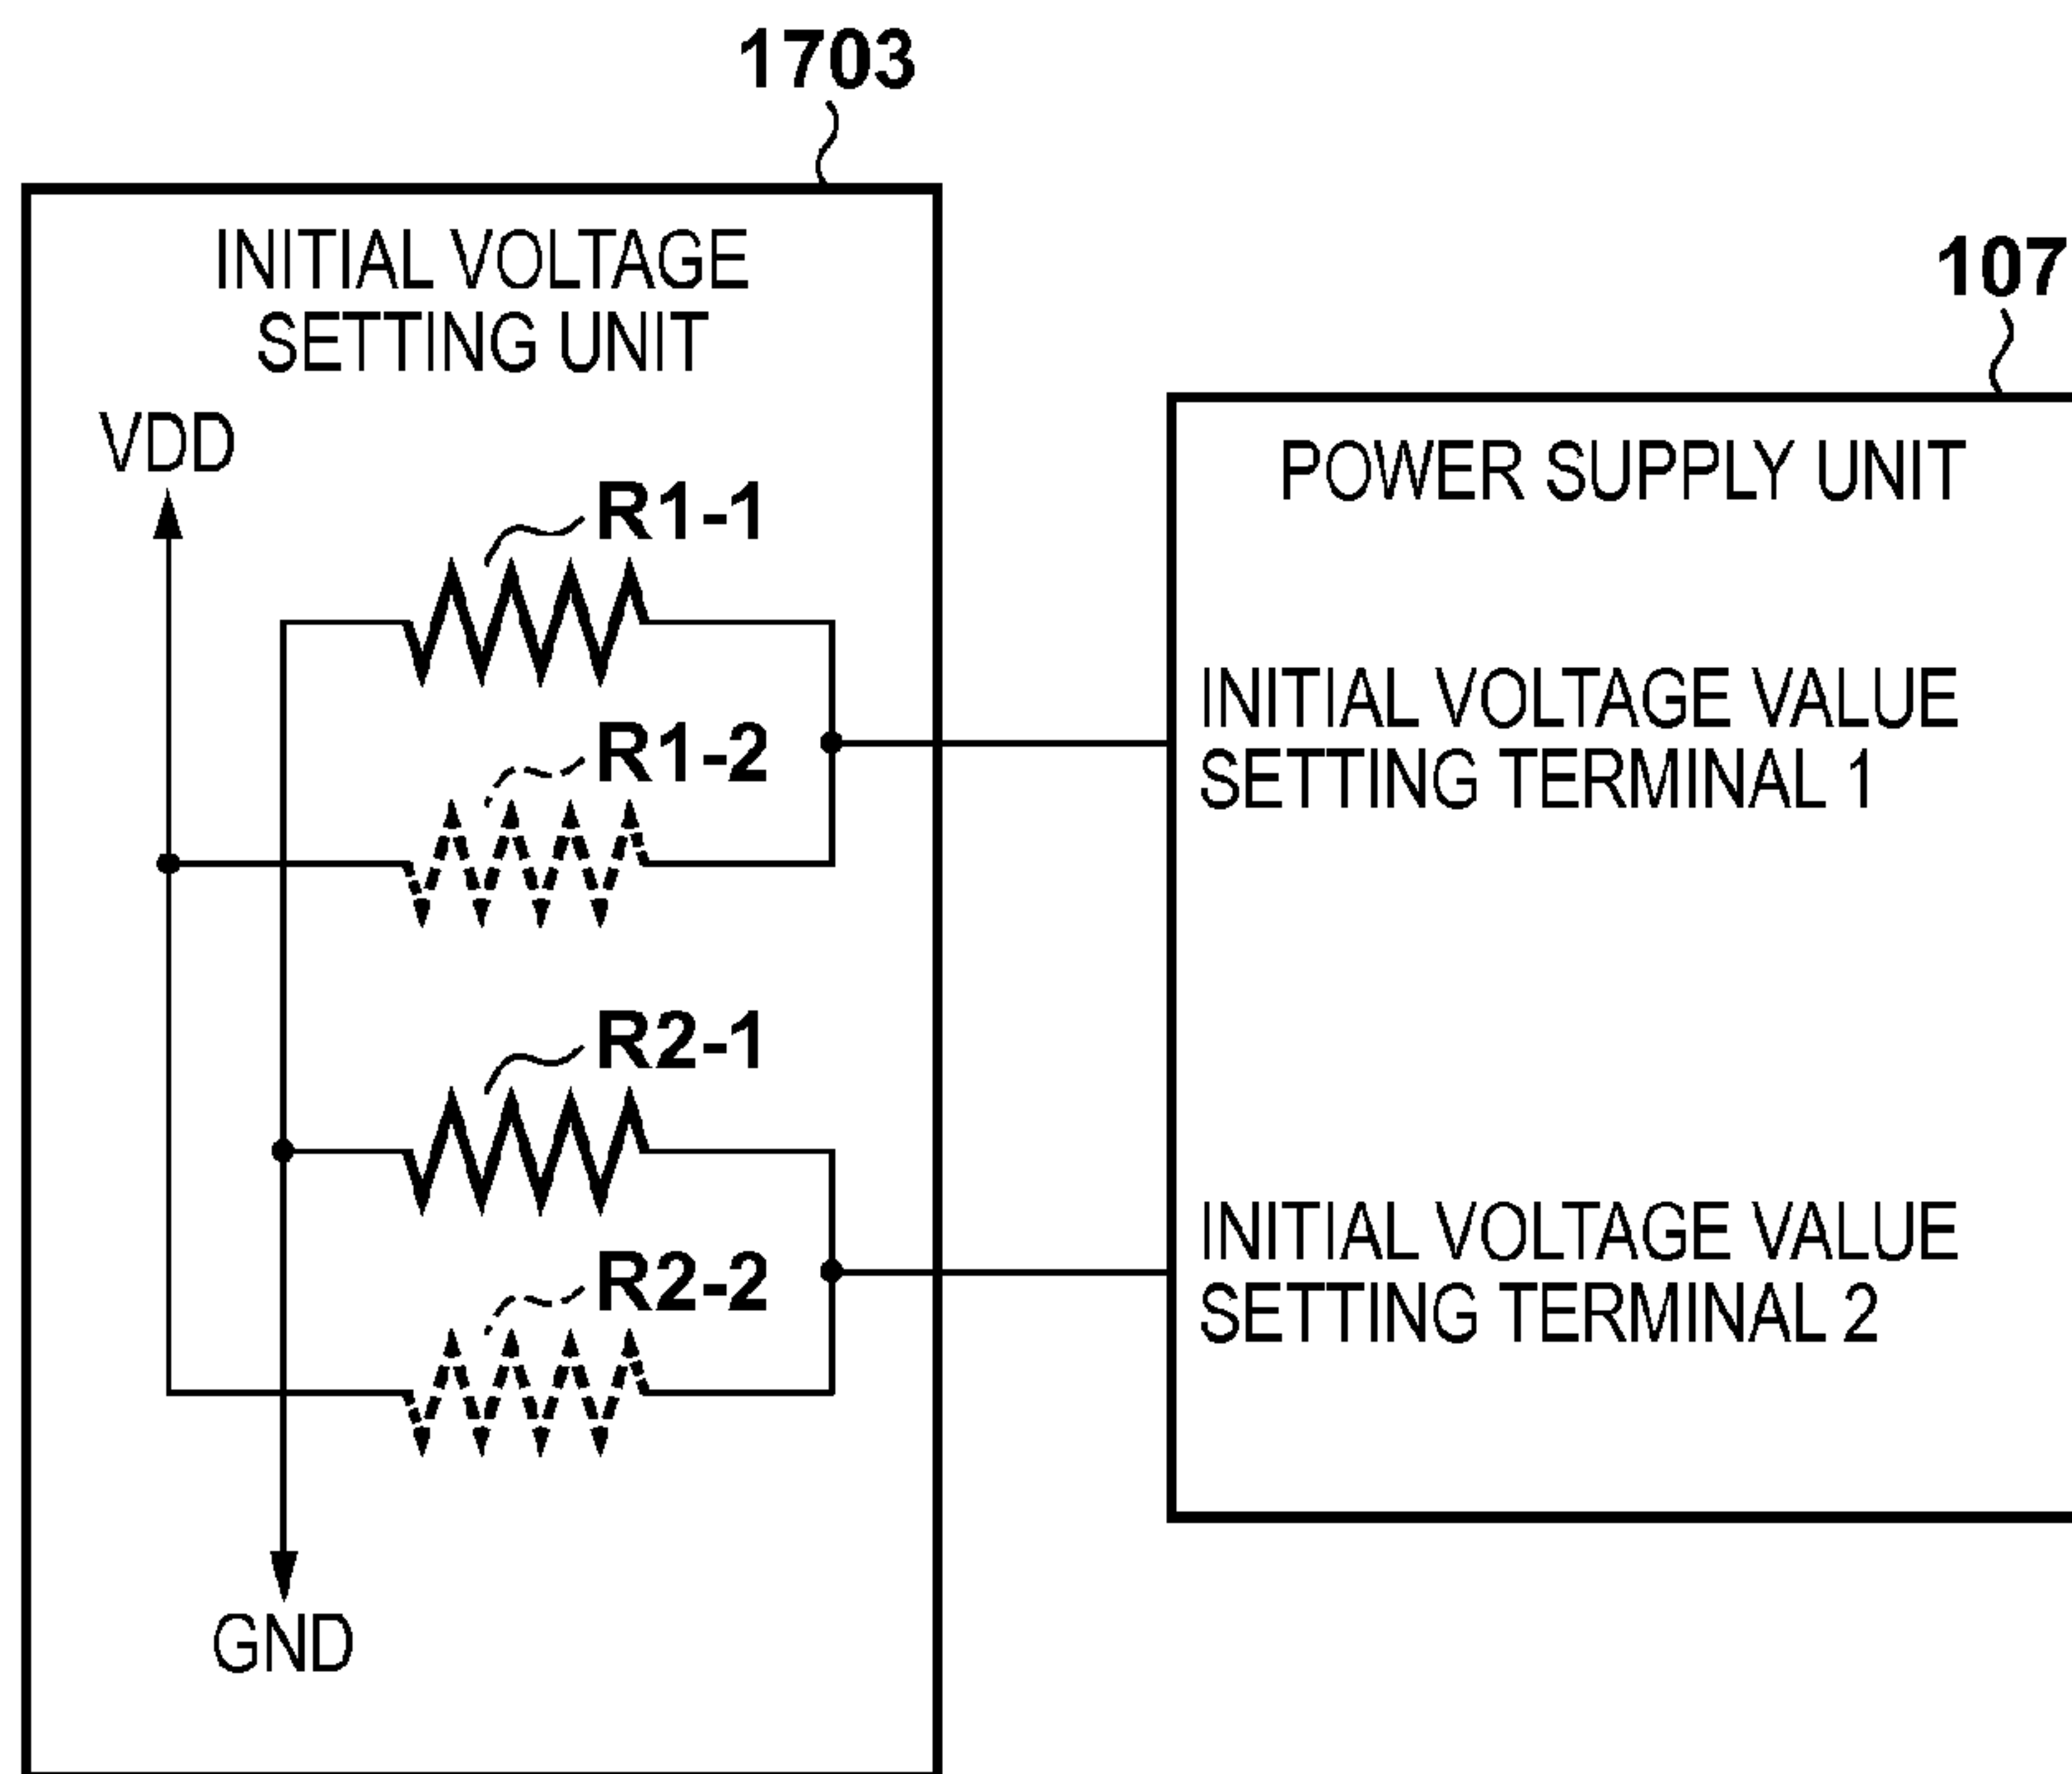 1703
INITIAL VOLTAGE
SETTING UNIT
VDD
R1-1
R1-2
R2-1
R2-2
GND
107
POWER SUPPLY UNIT
INITIAL VOLTAGE VALUE
SETTING TERMINAL 1
INITIAL VOLTAGE VALUE
SETTING TERMINAL 2